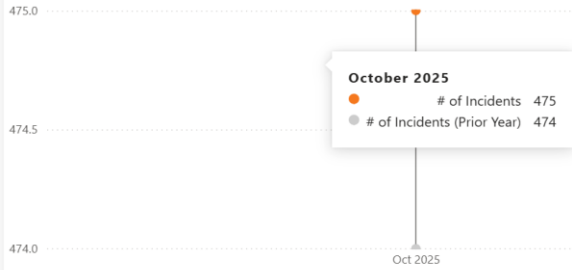 475.0
October 2025
# of Incidents 475
# of Incidents (Prior Year) 474
474.5
474.0
Oct 2025